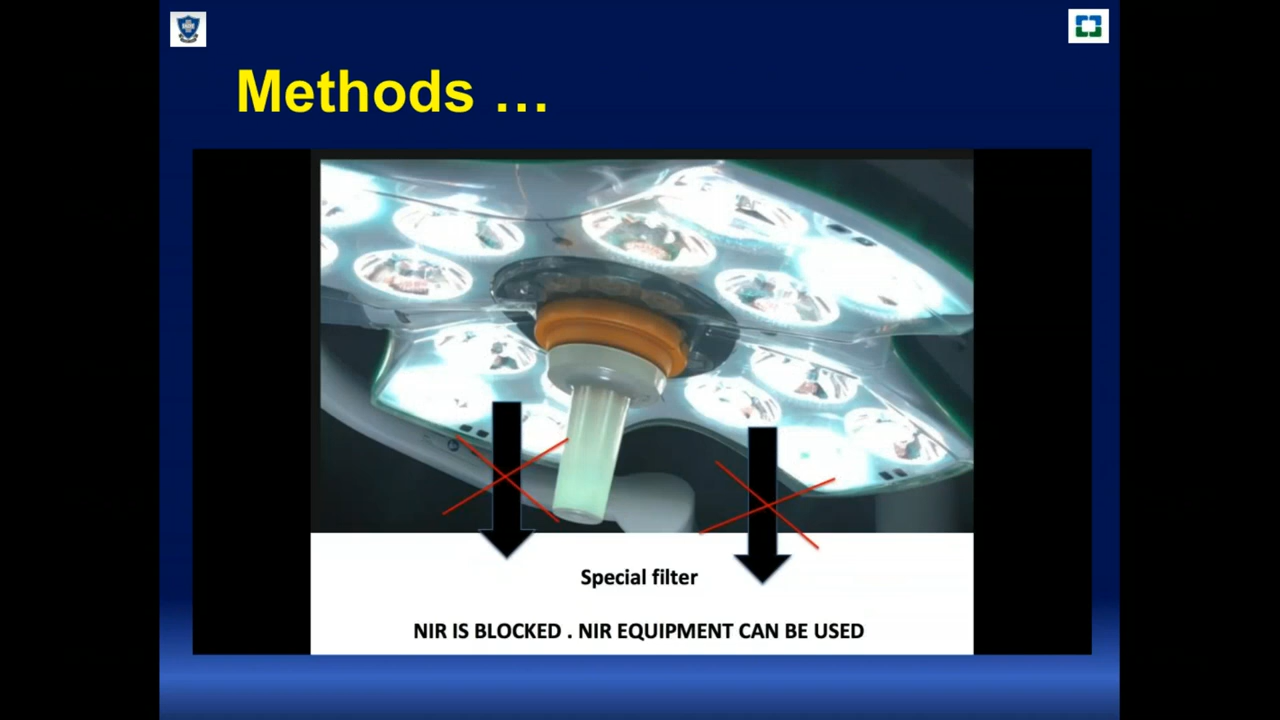 Methods …
Special filter
NIR IS BLOCKED . NIR EQUIPMENT CAN BE USED